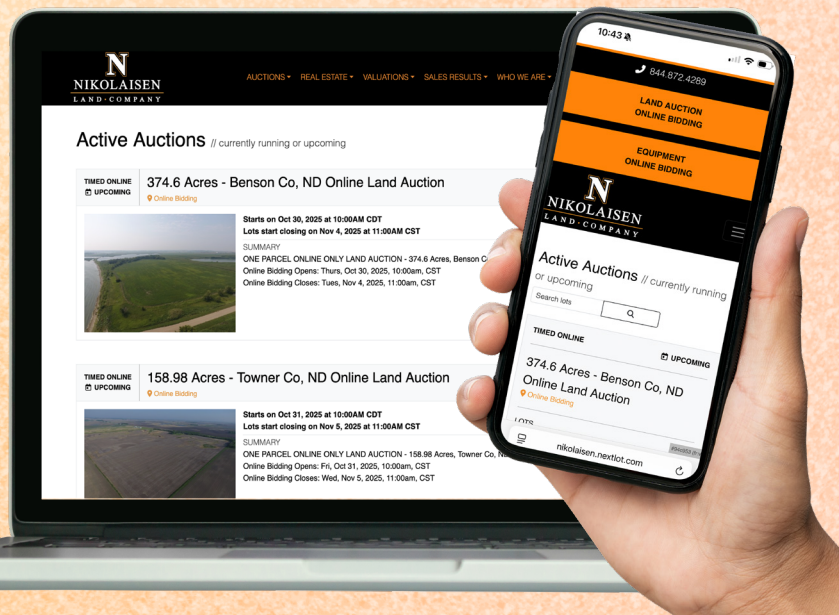 NIKOLAISEN
LAND·COMPANY
AUCTIONS
REAL ESTATE
VALUATIONS
SALES RESULTS
WHO WE ARE
Active Auctions // currently running or upcoming
TIMED ONLINE
UPCOMING
374.6 Acres - Benson Co, ND Online Land Auction
Online Bidding
Starts on Oct 30, 2025 at 10:00AM CDT
Lots start closing on Nov 4, 2025 at 11:00AM CST
SUMMARY
ONE PARCEL ONLINE ONLY LAND AUCTION - 374.6 Acres, Benson
Online Bidding Opens: Thurs, Oct 30, 2025, 10:00am, CST
Online Bidding Closes: Tues, Nov 4, 2025, 11:00am, CST
TIMED ONLINE
UPCOMING
158.98 Acres - Towner Co, ND Online Land Auction
Online Bidding
Starts on Oct 31, 2025 at 10:00AM CDT
Lots start closing on Nov 5, 2025 at 11:00AM CST
SUMMARY
ONE PARCEL ONLINE ONLY LAND AUCTION - 158.98 Acres, Towner Co,
Online Bidding Opens: Fri, Oct 31, 2025, 10:00am, CST
Online Bidding Closes: Wed, Nov 5, 2025, 11:00am, CST
10:43
844.872.4289
LAND AUCTION
ONLINE BIDDING
EQUIPMENT
ONLINE BIDDING
N
NIKOLAISEN
LAND·COMPANY
Active Auctions // currently running
or upcoming
Search lots
TIMED ONLINE
UPCOMING
374.6 Acres - Benson Co, ND
Online Land Auction
Online Bidding
LOTS
nikolaisen.nextlot.com